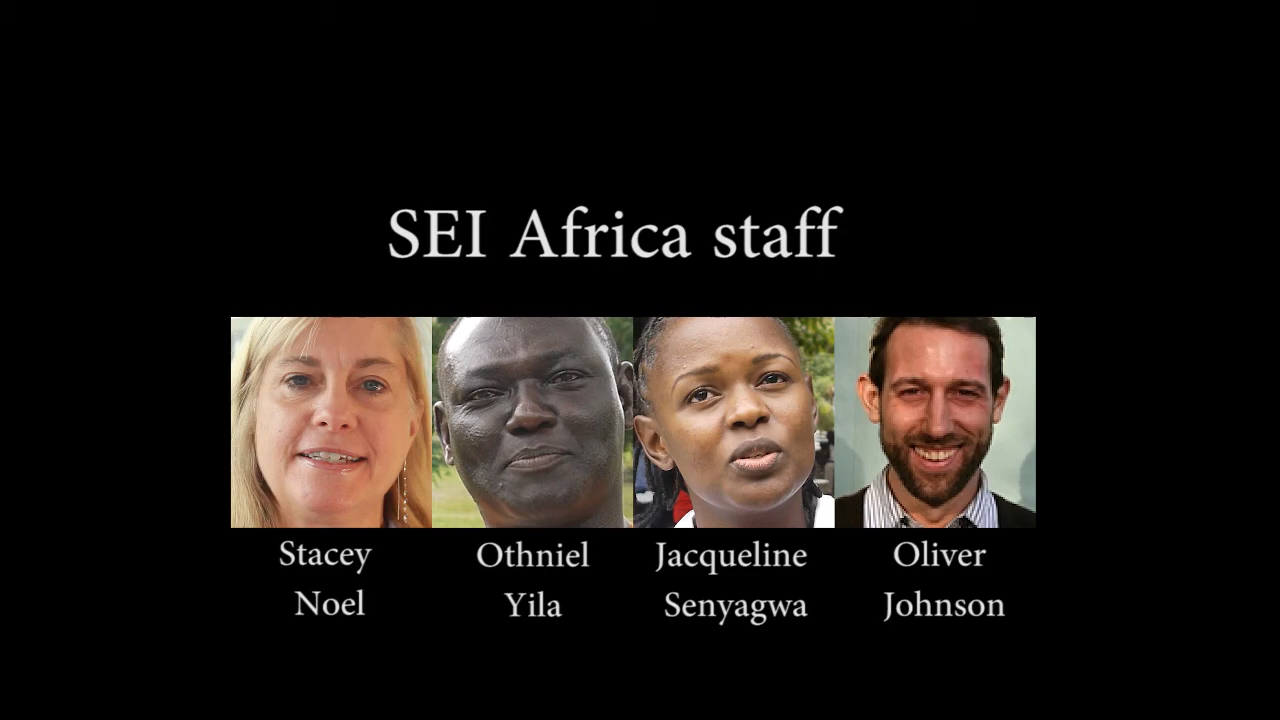 SEI Africa staff
Stacey
Noel
Othniel
Yila
Jacqueline
Senyagwa
Oliver
Johnson